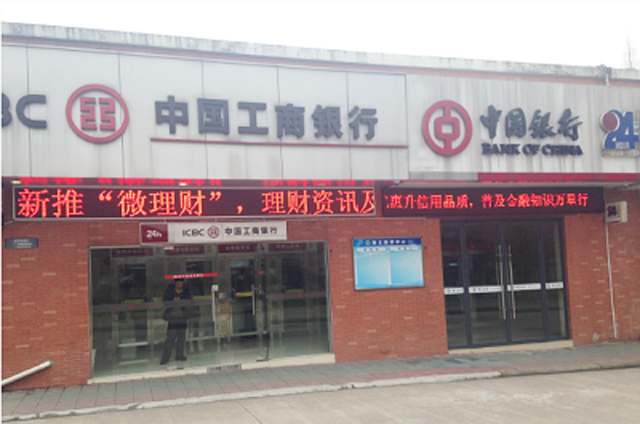 BC 中国工商银行
中国银行
BANK OF CHINA
24
HOUR
新推“微理财”，理财资讯及
升信用品质，普及金融知识万里行
24h ICBC 中国工商银行